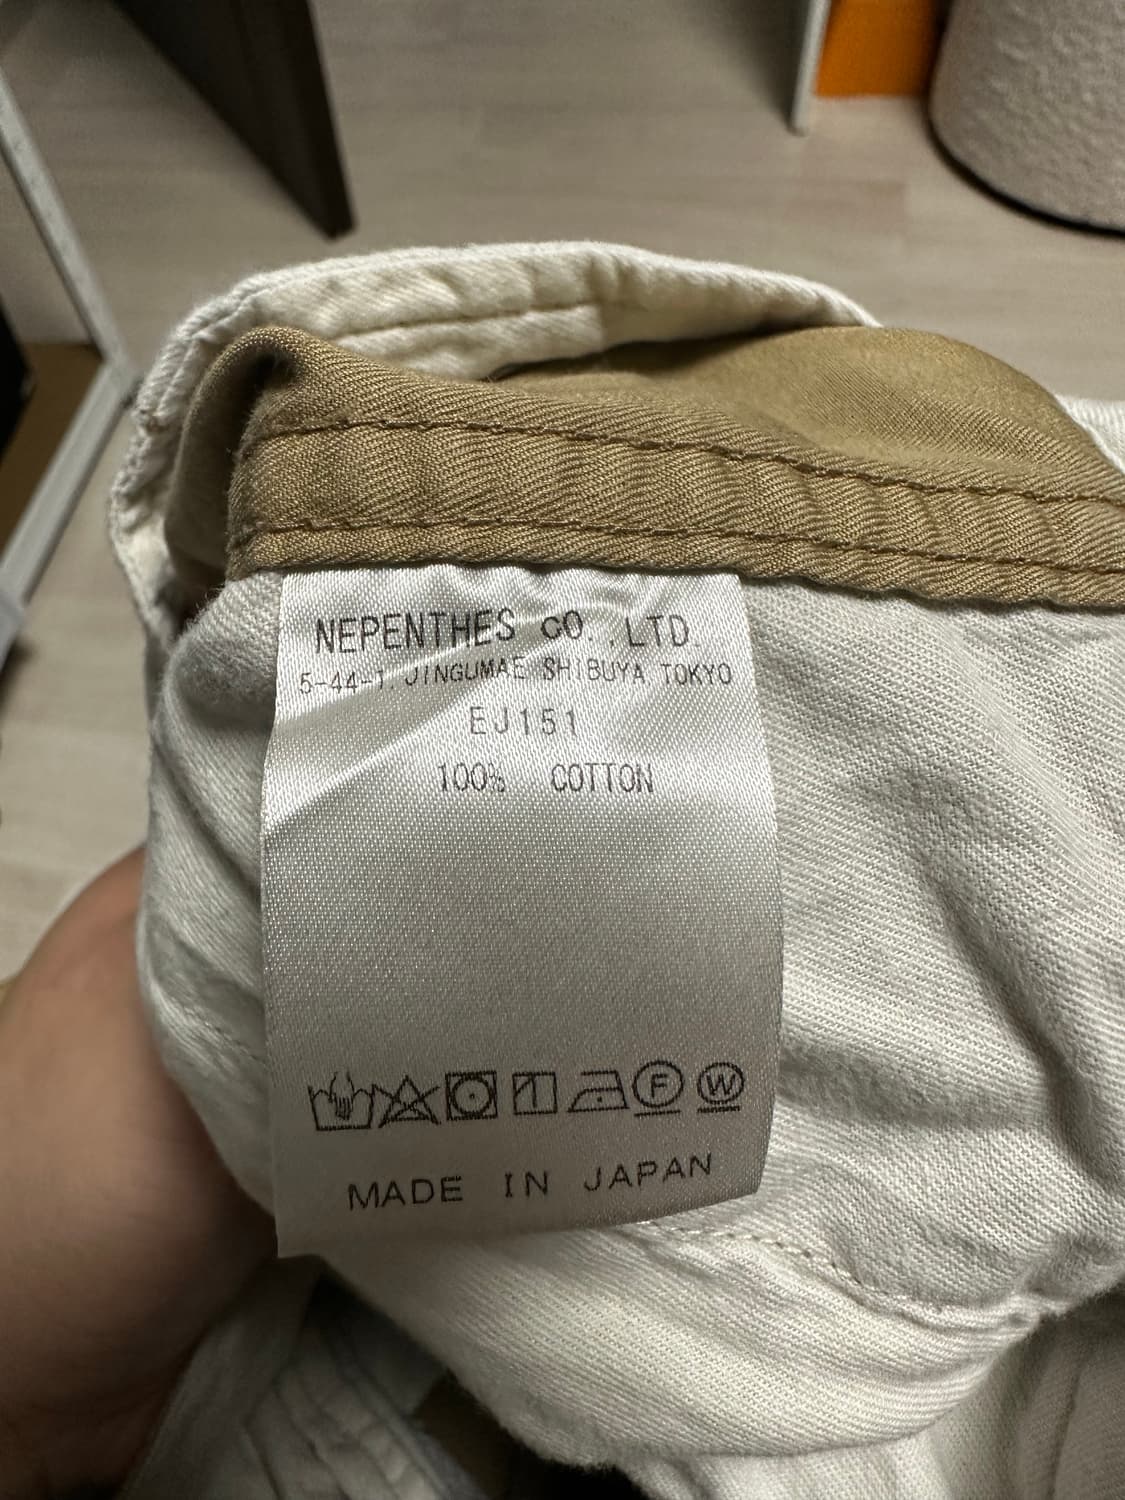 NEPENTHES CO.,LTD.
5-44-1.JINGUMAE SHIBUYA TOKYO
EJ151
100% COTTON
F W
MADE IN JAPAN